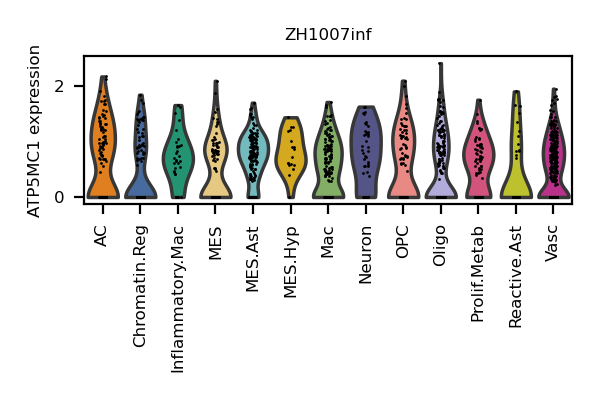 ZH1007inf
ATP5MC1 expression
2
0
AC
Chromatin.Reg
Inflammatory.Mac
MES
MES.Ast
MES.Hyp
Mac
Neuron
OPC
Oligo
Prolif.Metab
Reactive.Ast
Vasc